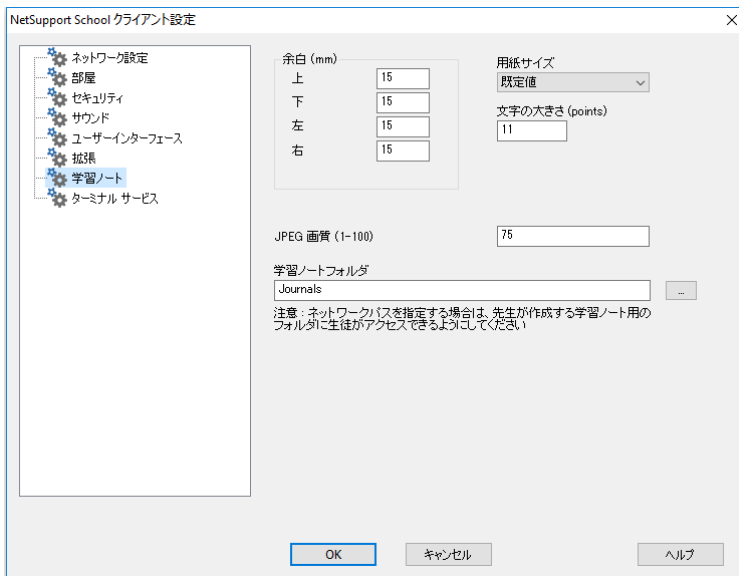 NetSupport School クライアント設定
ネットワーク設定
部屋
セキュリティ
サウンド
ユーザーインターフェース
拡張
学習ノート
ターミナル サービス
余白 (mm)
上 15
下 15
左 15
右 15
用紙サイズ
既定値
文字の大きさ (points)
11
JPEG 画質 (1-100) 75
学習ノートフォルダ
Journals
...
注意 : ネットワークパスを指定する場合は、先生が作成する学習ノート用の
フォルダに生徒がアクセスできるようにしてください
OK キャンセル ヘルプ